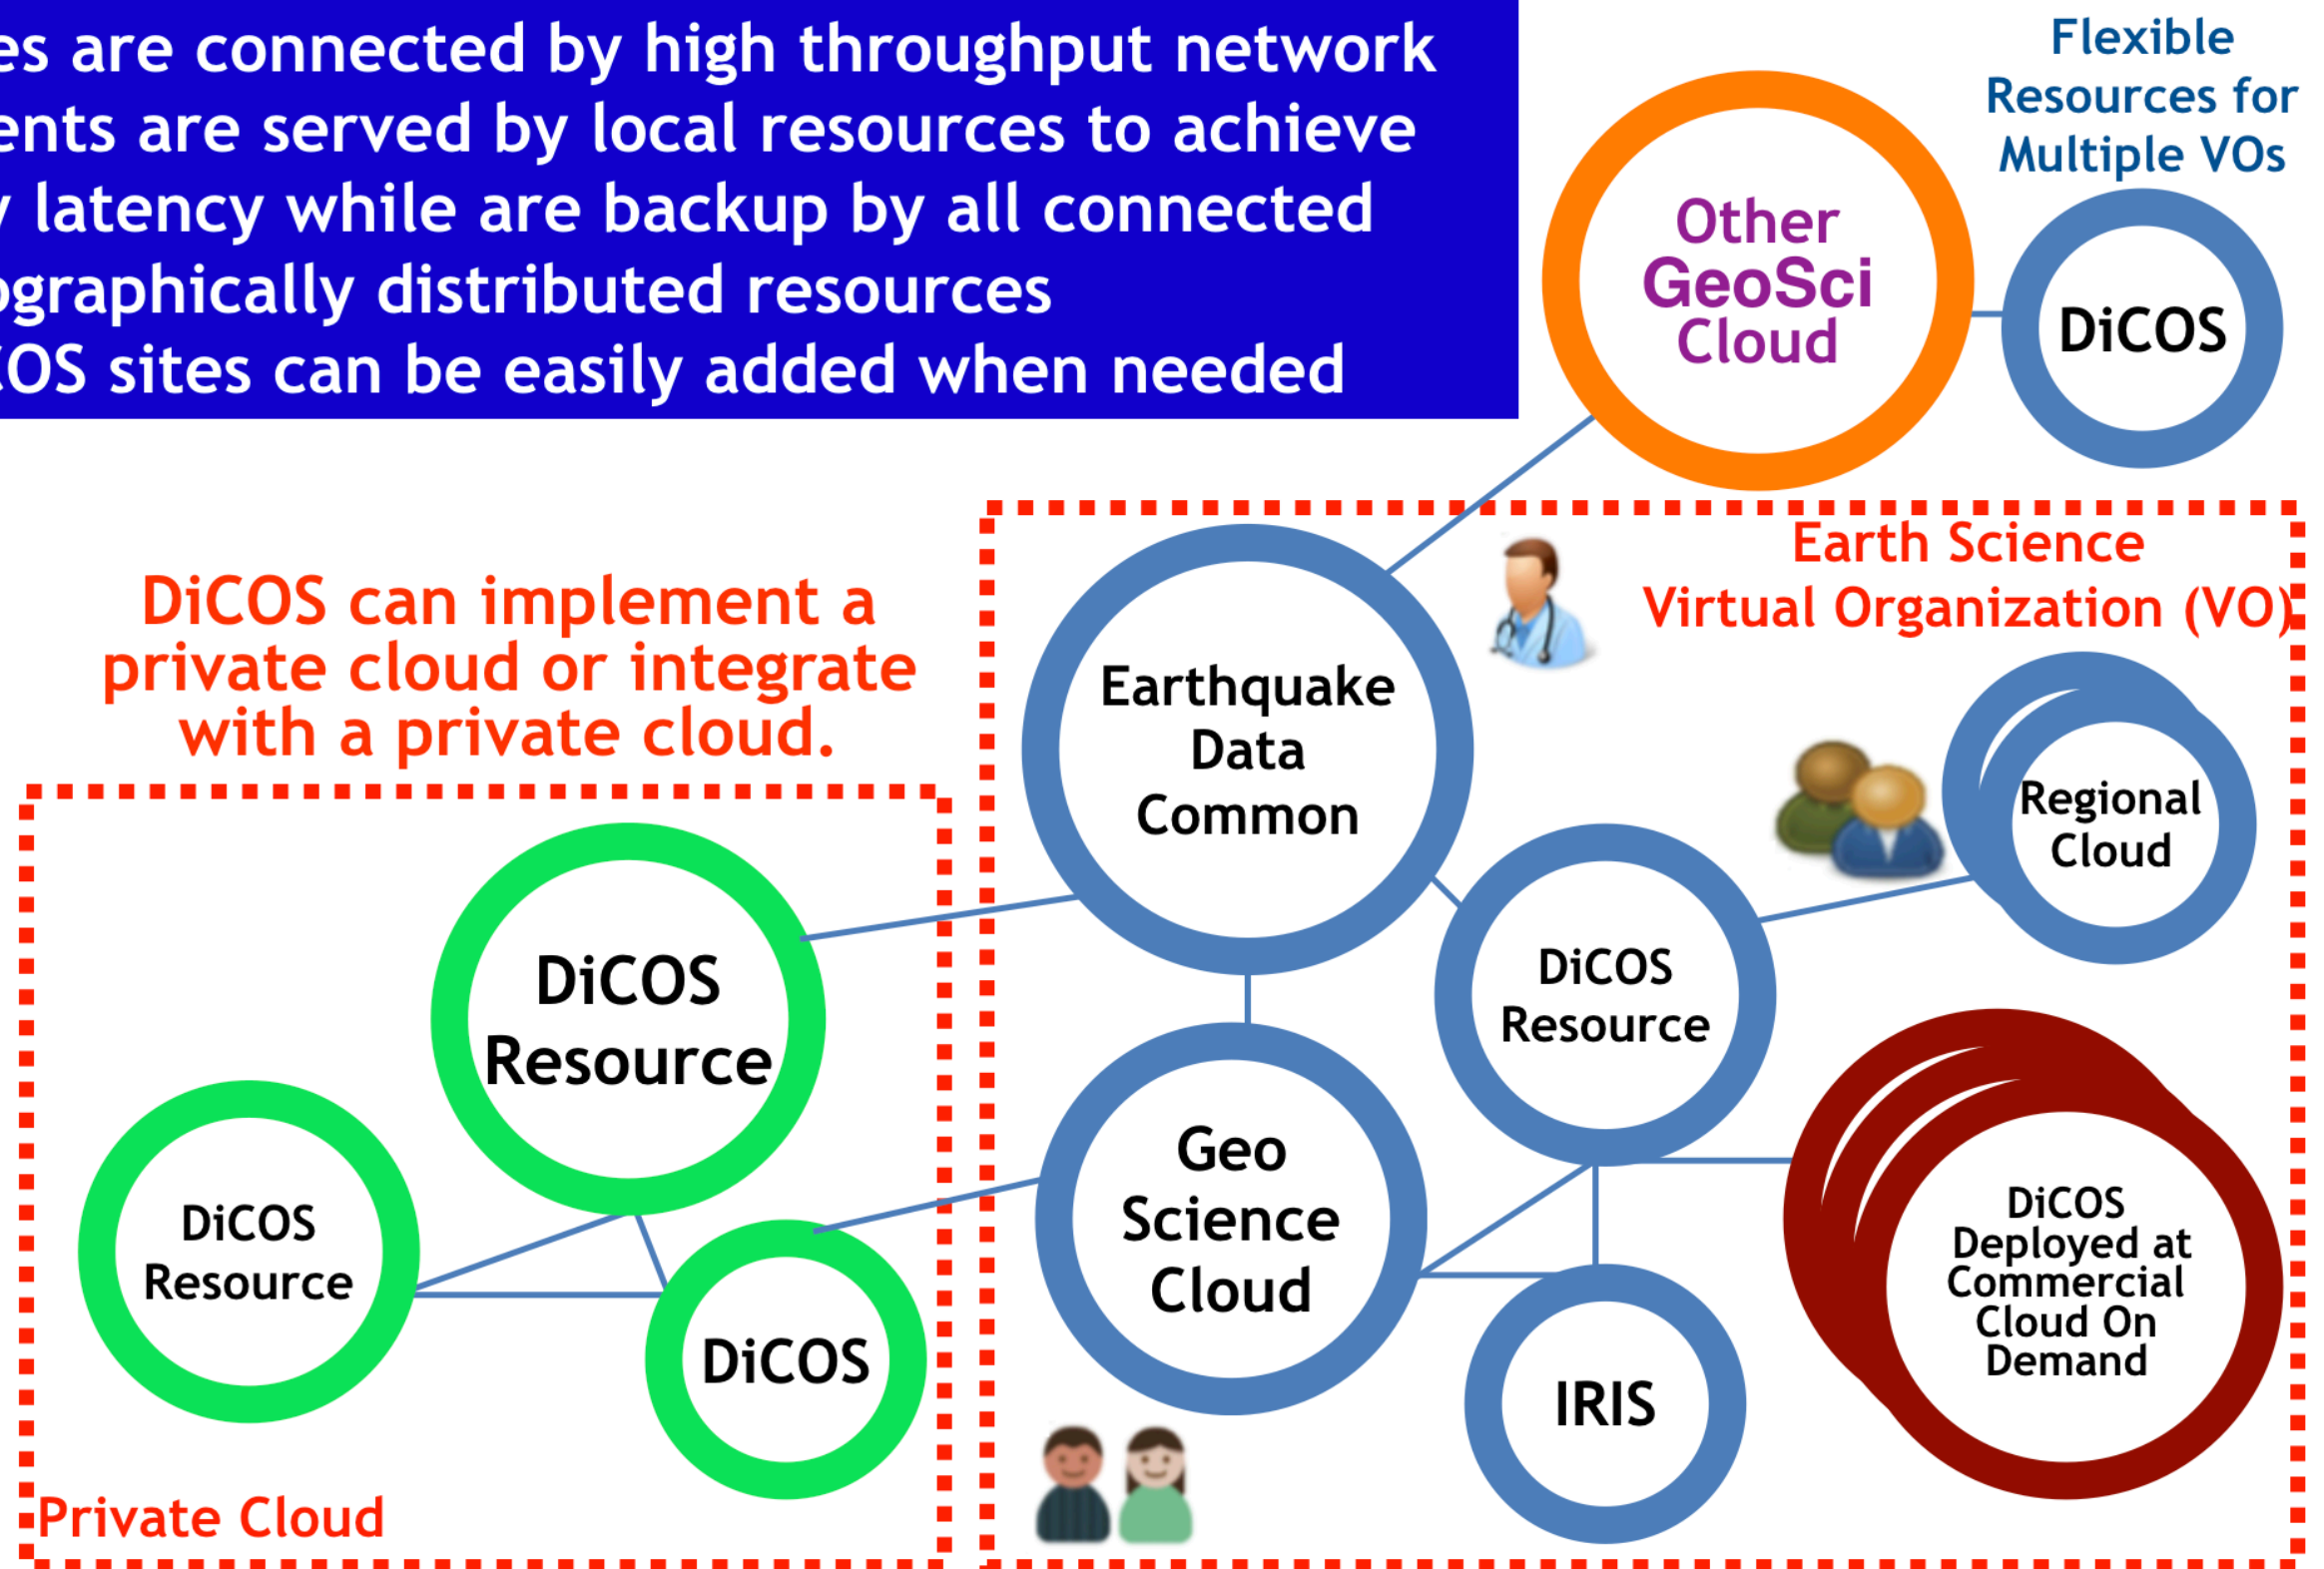 es are connected by high throughput network
ents are served by local resources to achieve
latency while are backup by all connected
ographically distributed resources
COS sites can be easily added when needed
Flexible
Resources for
Multiple VOs
Other
GeoSci
Cloud
DiCOS
Earth Science
Virtual Organization (VO)
DiCOS can implement a
private cloud or integrate
with a private cloud.
Earthquake
Data
Common
Regional
Cloud
DiCOS
Resource
DiCOS
Resource
Geo
Science
Cloud
DiCOS
Resource
DiCOS
DiCOS
Deployed at
Commercial
Cloud On
Demand
IRIS
Private Cloud